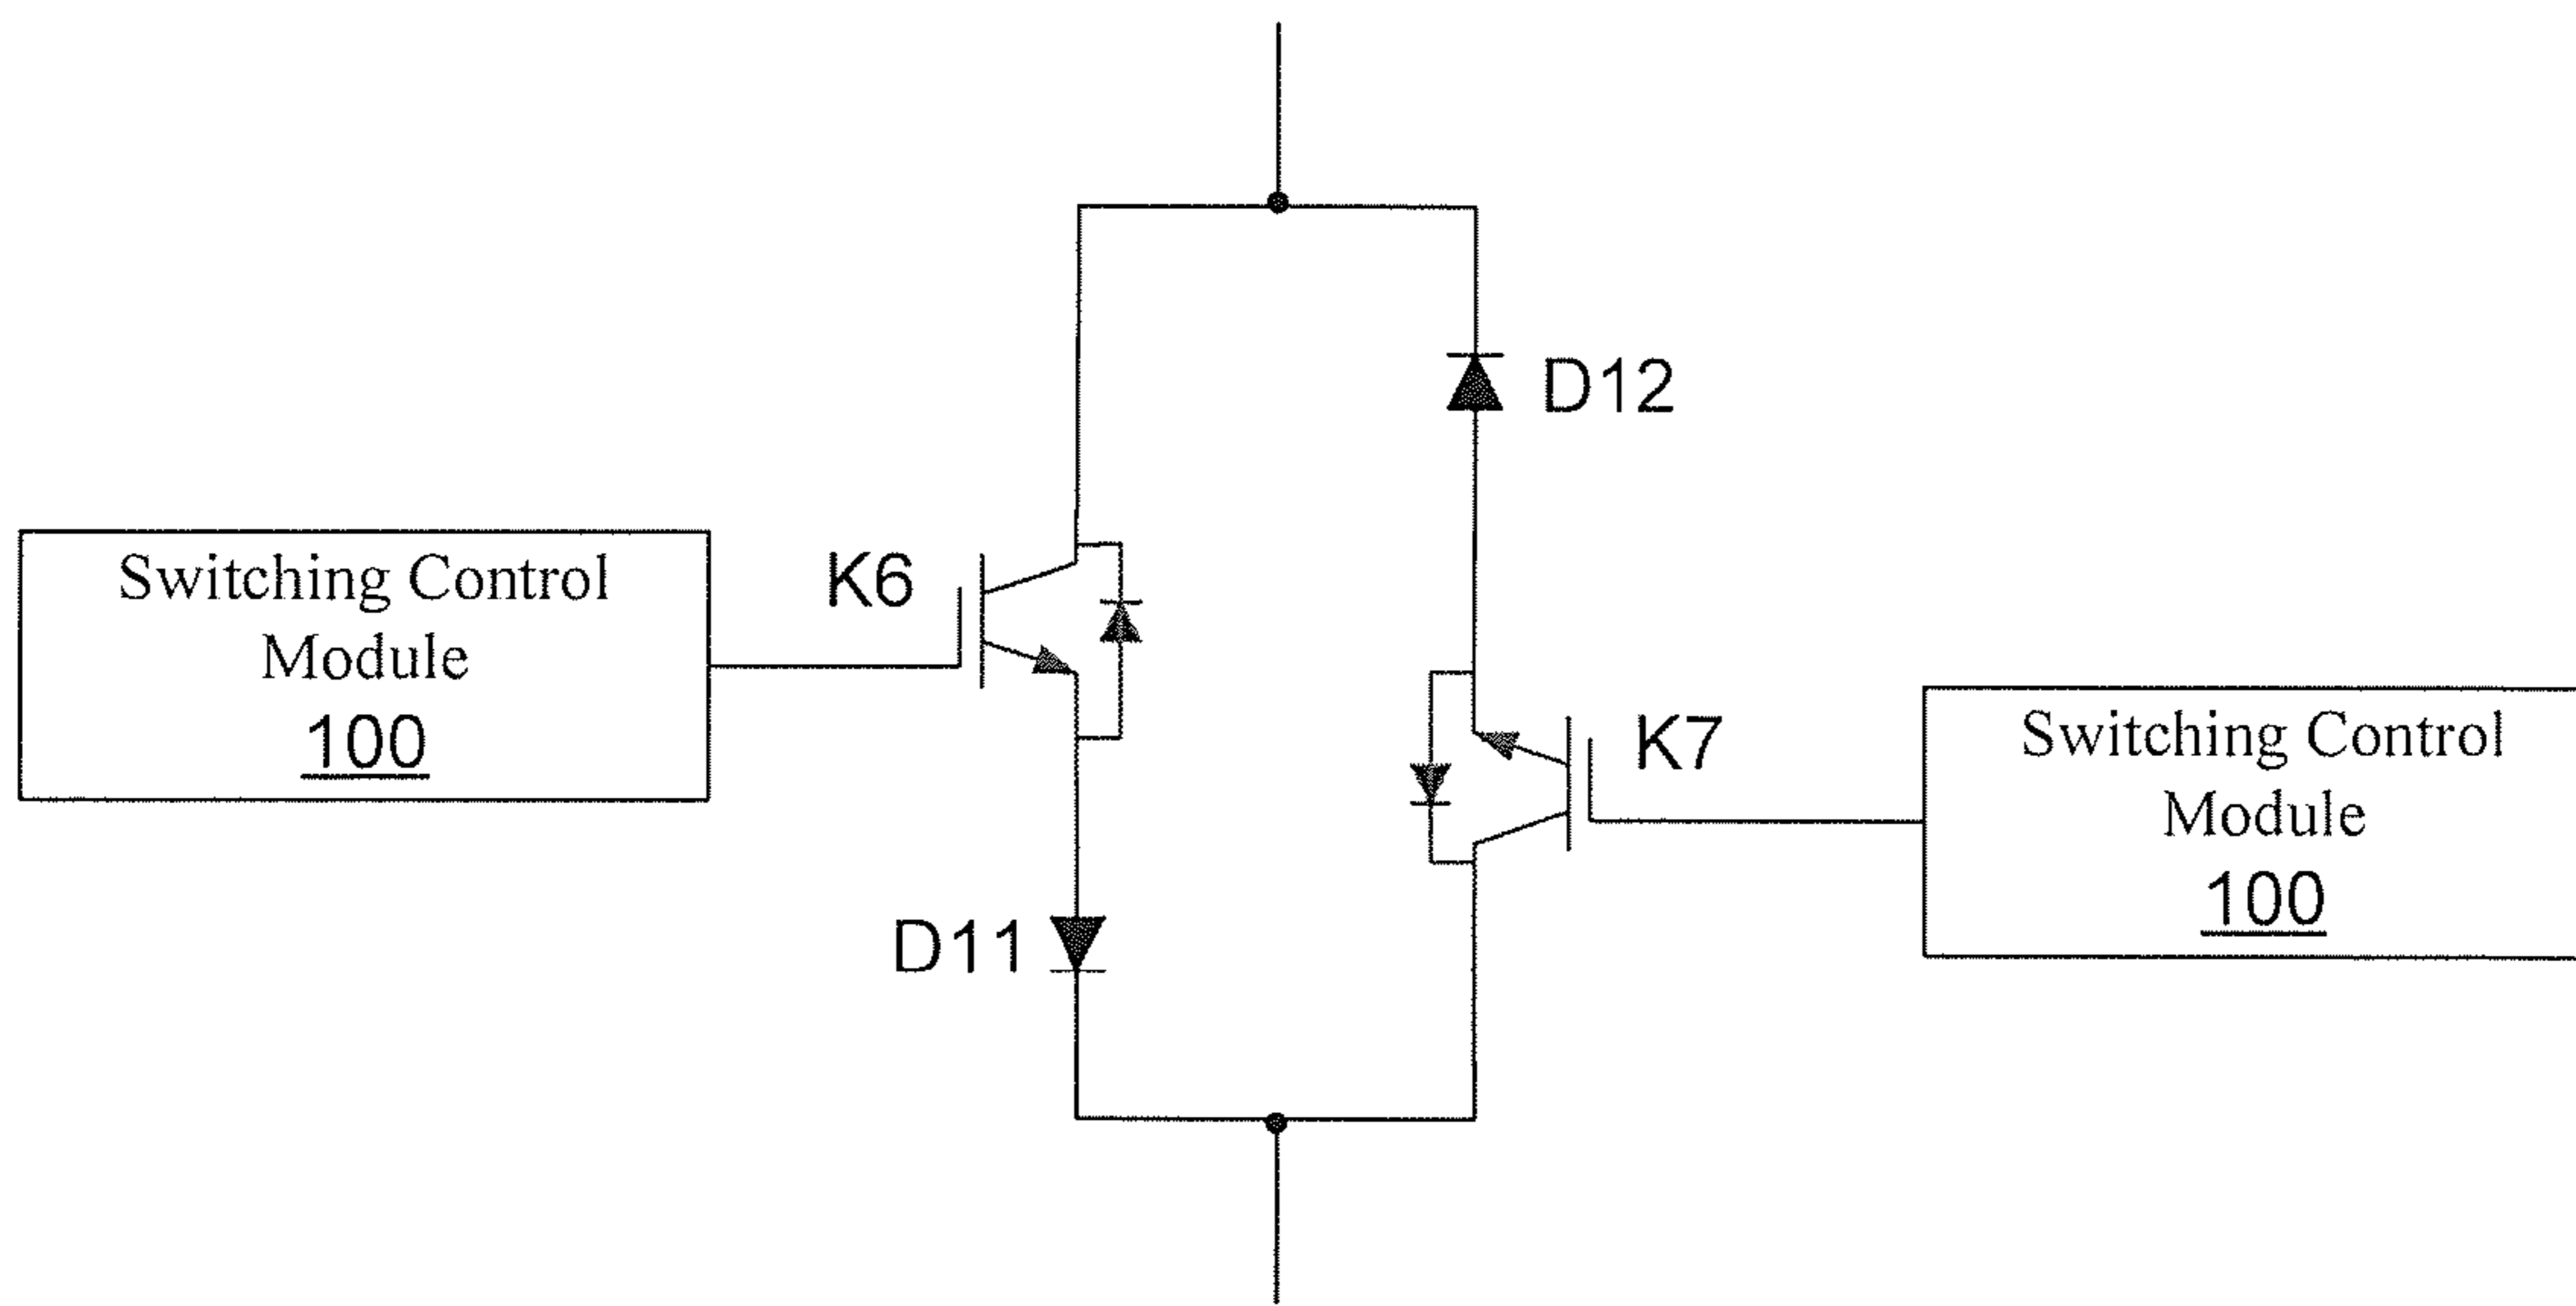 D12
Switching Control
Module
100
K6
K7
Switching Control
Module
100
D11